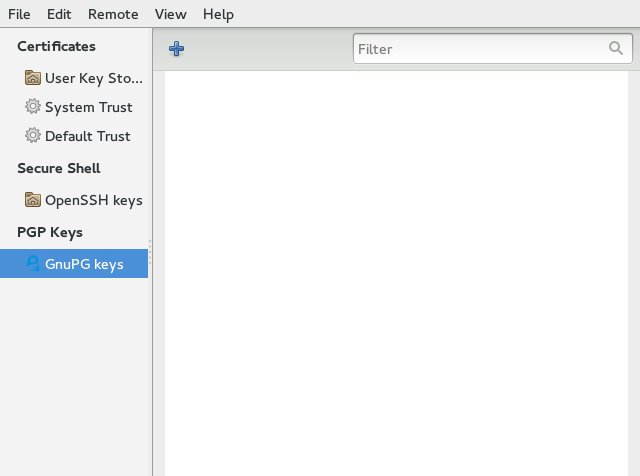 File Edit Remote View Help
Certificates
Filter
User Key Sto...
System Trust
Default Trust
Secure Shell
OpenSSH keys
PGP Keys
GnuPG keys